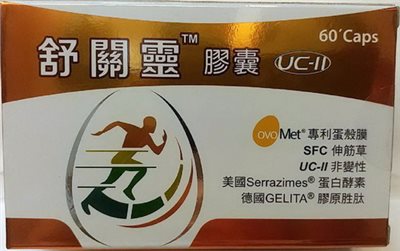 60´Caps
舒關靈™ 膠囊 UC-II
OVOMet® 專利蛋殼膜
SFC 伸筋草
UC-II 非變性
美國Serrazimes® 蛋白酵素
德國GELITA® 膠原胜肽